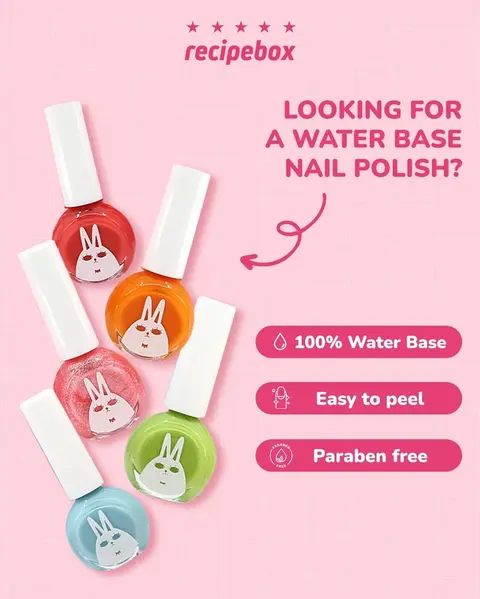 recipebox
LOOKING FOR
A WATER BASE
NAIL POLISH?
100% Water Base
Easy to peel
Paraben free